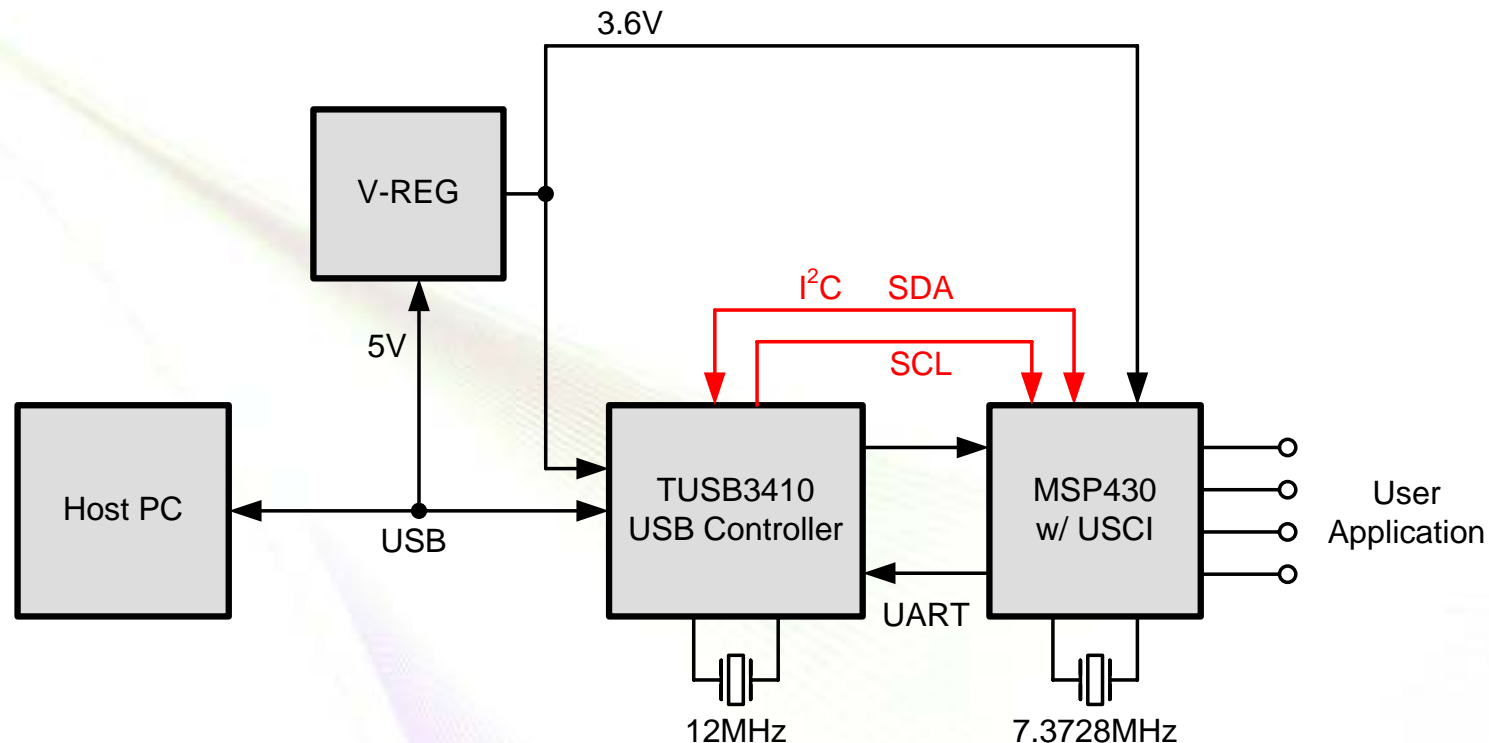 3.6V
V-REG
I²C SDA
5V
SCL
Host PC
USB
TUSB3410
USB Controller
MSP430
w/ USCI
User
Application
UART
12MHz
7.3728MHz